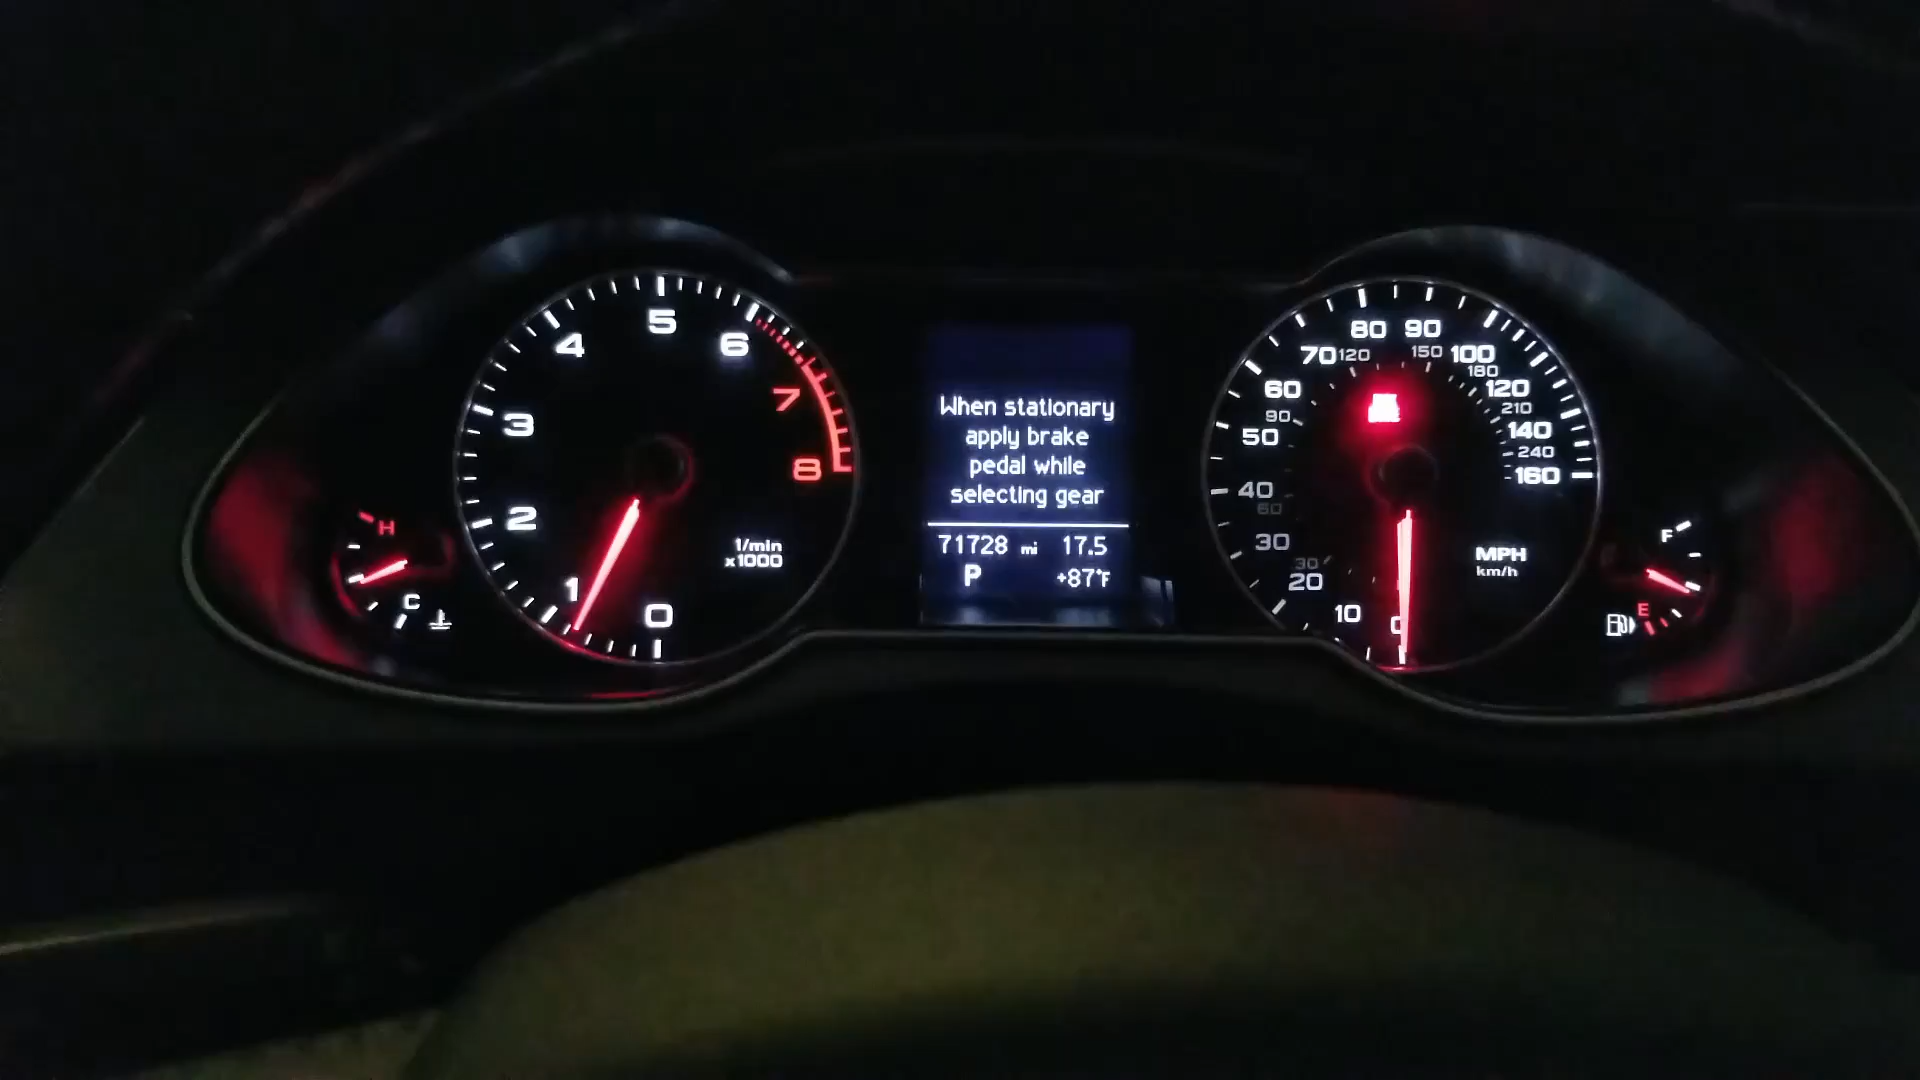 5
4
6
3
7
8
2
1
0
1/min
x1000
H
C
When stationary
apply brake
pedal while
selecting gear
71728 mi 17.5
P +87°F
80 90
70 120 150 100
180
60 120
90 210
50 140
240
40 160
60
30
30
20
10
0
MPH
km/h
F
E